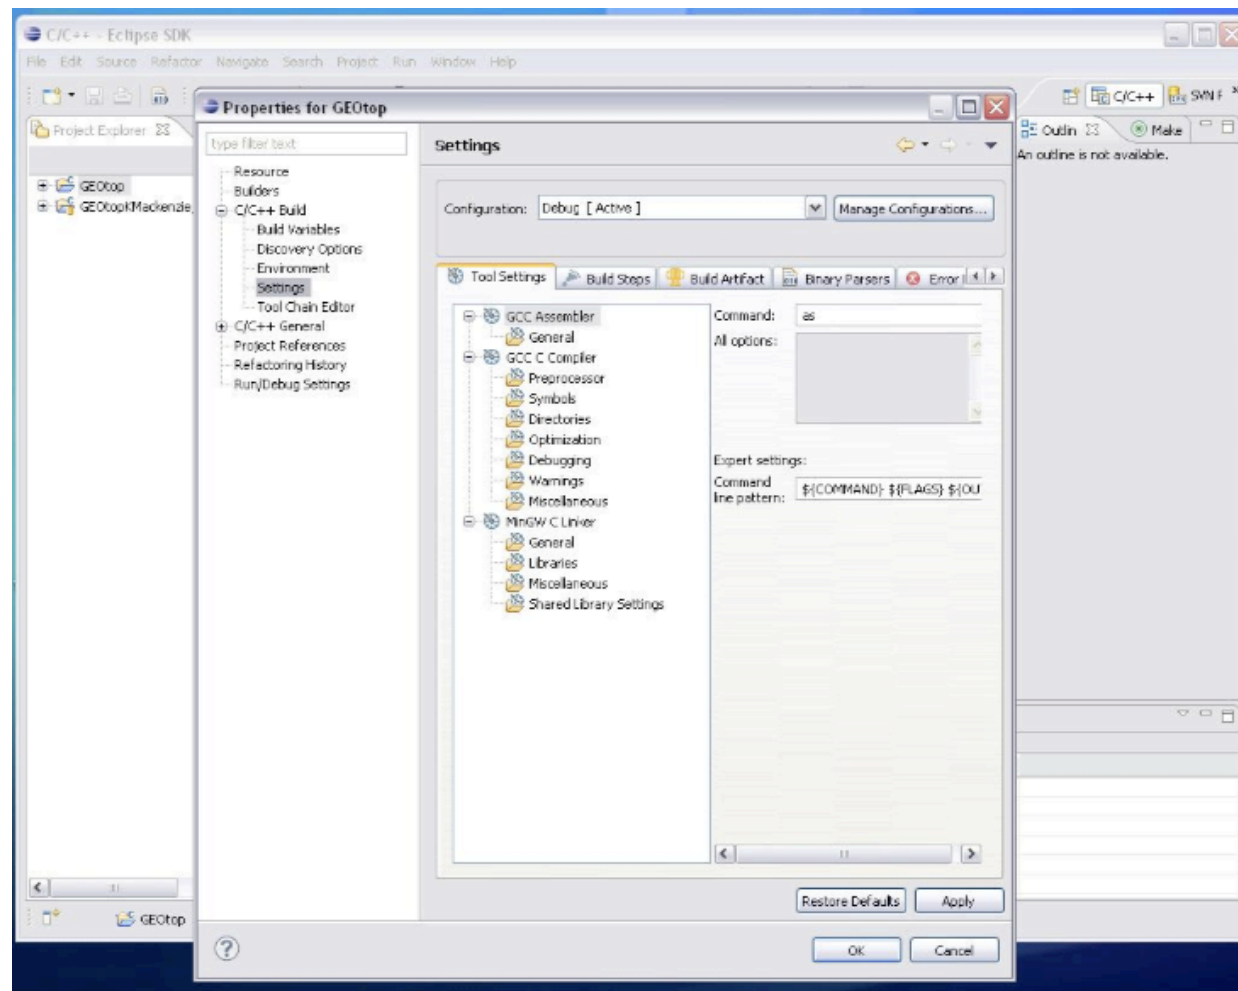 C/C++ - Eclipse SDK
File Edit Source Refactor Navigate Search Project Run Window Help
C/C++
SVN F
Project Explorer
GEOtop
GEOtopKMackenzie_
GEOtop
Properties for GEOtop
type filter text
Resource
Builders
C/C++ Build
Build Variables
Discovery Options
Environment
Settings
Tool Chain Editor
C/C++ General
Project References
Refactoring History
Run/Debug Settings
Settings
Configuration: Debug [ Active ] Manage Configurations...
Tool Settings Build Steps Build Artifact Binary Parsers Error
GCC Assembler
General
GCC C Compiler
Preprocessor
Symbols
Directories
Optimization
Debugging
Warnings
Miscellaneous
MinGW C Linker
General
Libraries
Miscellaneous
Shared Library Settings
Command: as
All options:
Expert settings:
Command
line pattern: ${COMMAND} ${FLAGS} ${OU
Restore Defaults Apply
OK Cancel
Outlin Make
An outline is not available.